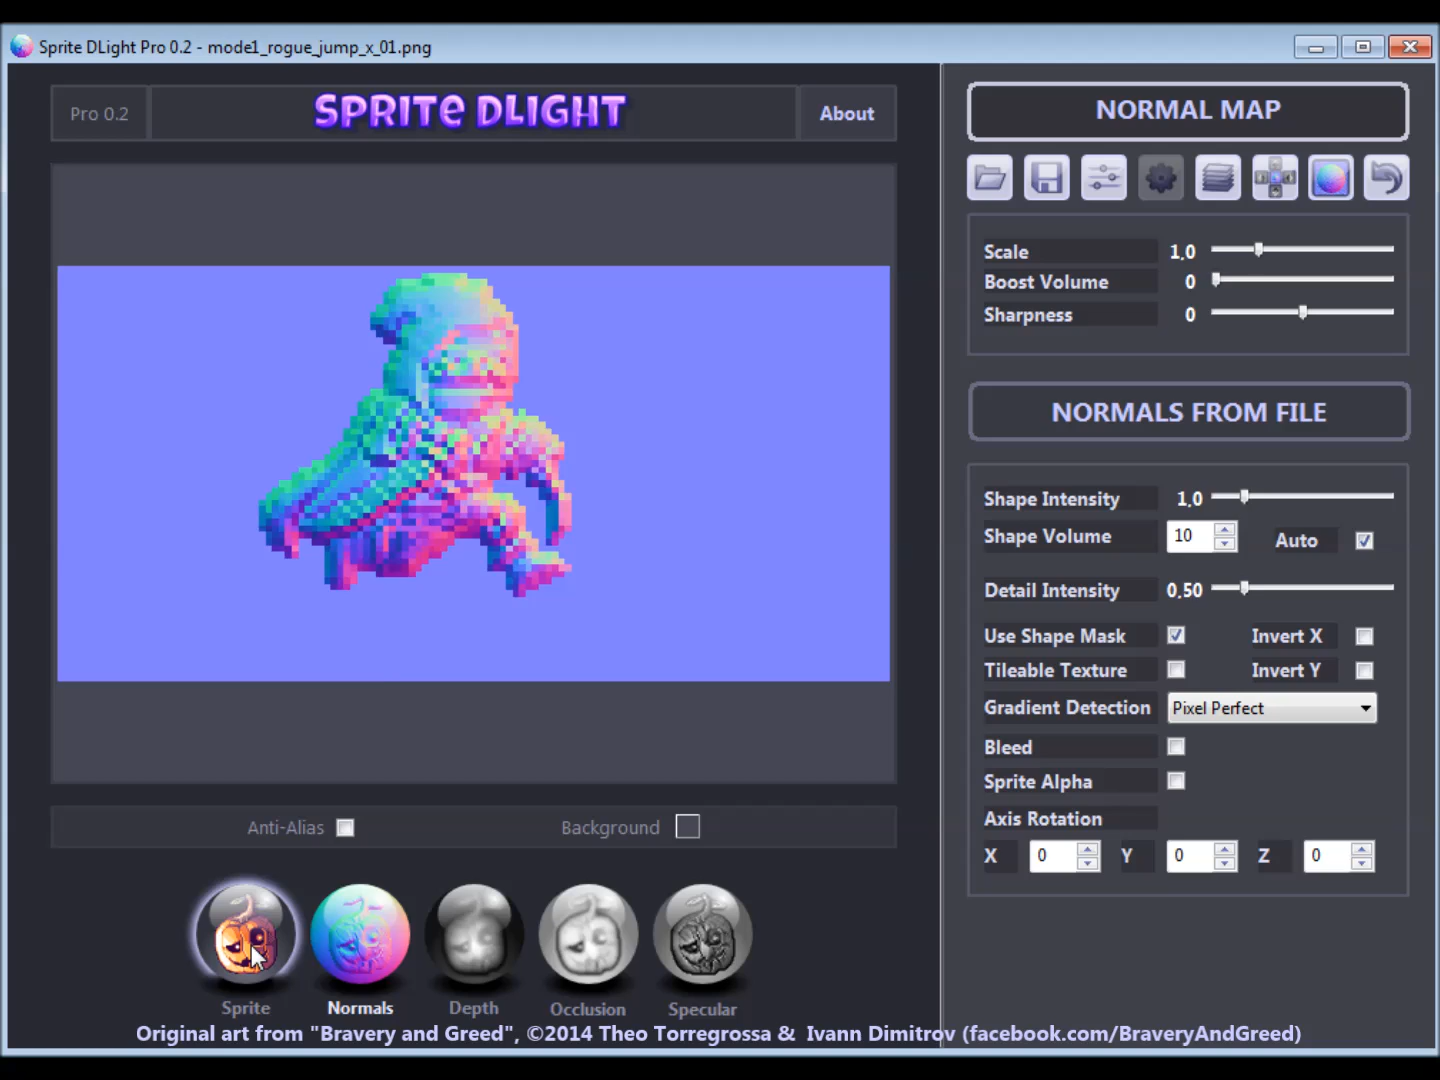 Sprite DLight Pro 0.2 - mode1_rogue_jump_x_01.png
Pro 0.2
SPRITE DLIGHT
About
NORMAL MAP
Scale 1,0
Boost Volume 0
Sharpness 0
NORMALS FROM FILE
Shape Intensity 1,0
Shape Volume 10 Auto
Detail Intensity 0,50
Use Shape Mask Invert X
Tileable Texture Invert Y
Gradient Detection Pixel Perfect
Bleed
Sprite Alpha
Axis Rotation
X 0 Y 0 Z 0
Anti-Alias Background
Sprite Normals Depth Occlusion Specular
Original art from "Bravery and Greed", ©2014 Theo Torregrossa & Ivann Dimitrov (facebook.com/BraveryAndGreed)